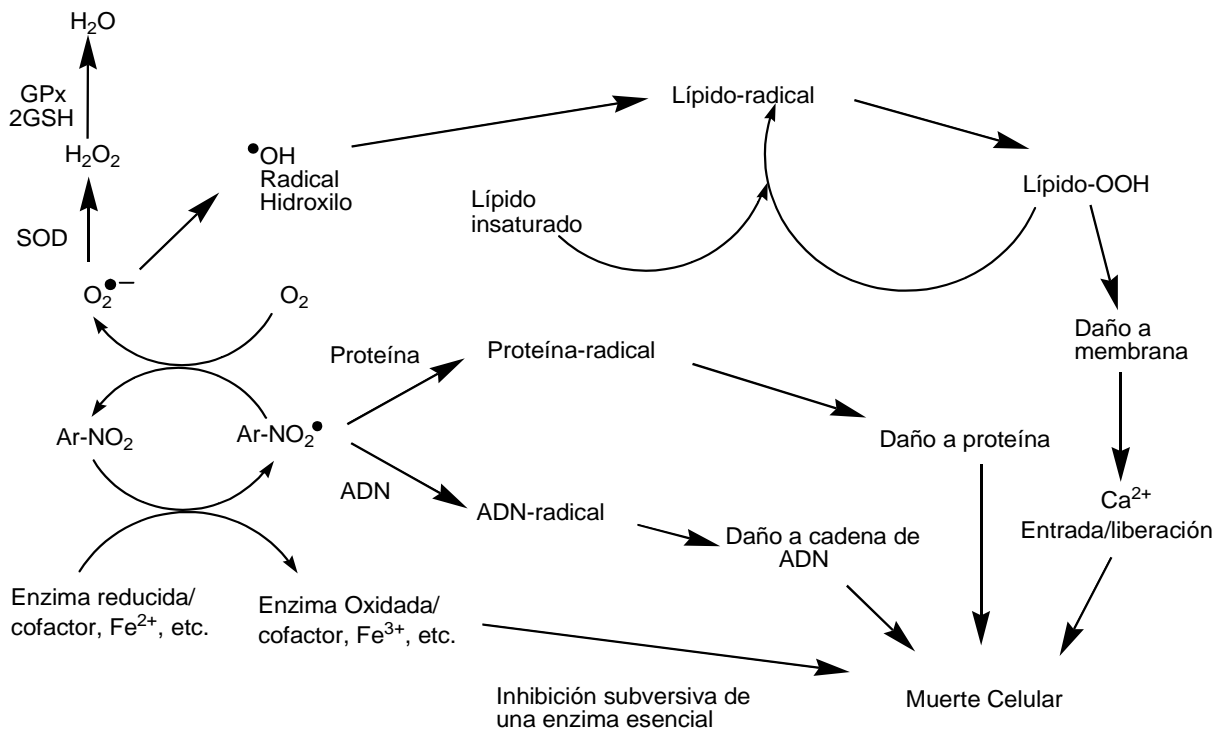 H₂O
GPx
2GSH
H₂O₂
SOD
O₂•–
•OH
Radical
Hidroxilo
Lípido-radical
Lípido
insaturado
Lípido-OOH
O₂
Proteína
Proteína-radical
Daño a
membrana
Ar-NO₂
Ar-NO₂•
Daño a proteína
ADN
ADN-radical
Daño a cadena de
ADN
Ca²⁺
Entrada/liberación
Enzima reducida/
cofactor, Fe²⁺, etc.
Enzima Oxidada/
cofactor, Fe³⁺, etc.
Inhibición subversiva de
una enzima esencial
Muerte Celular